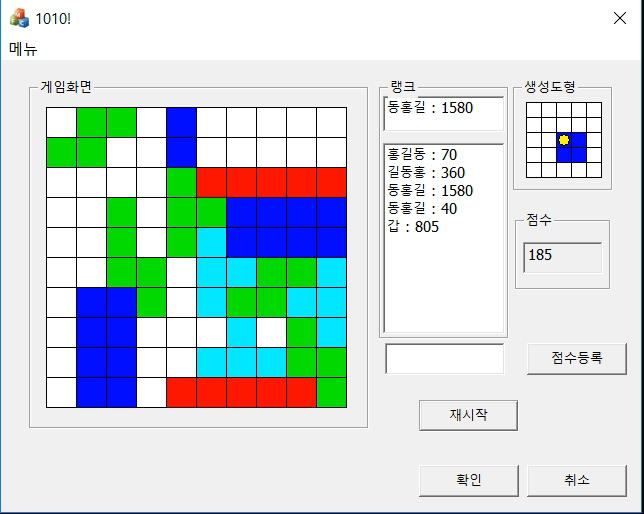 1010!
메뉴
게임화면
랭크
생성도형
동홍길 : 1580
홍길동 : 70
길동홍 : 360
동홍길 : 1580
동홍길 : 40
갑 : 805
점수
185
점수등록
재시작
확인
취소